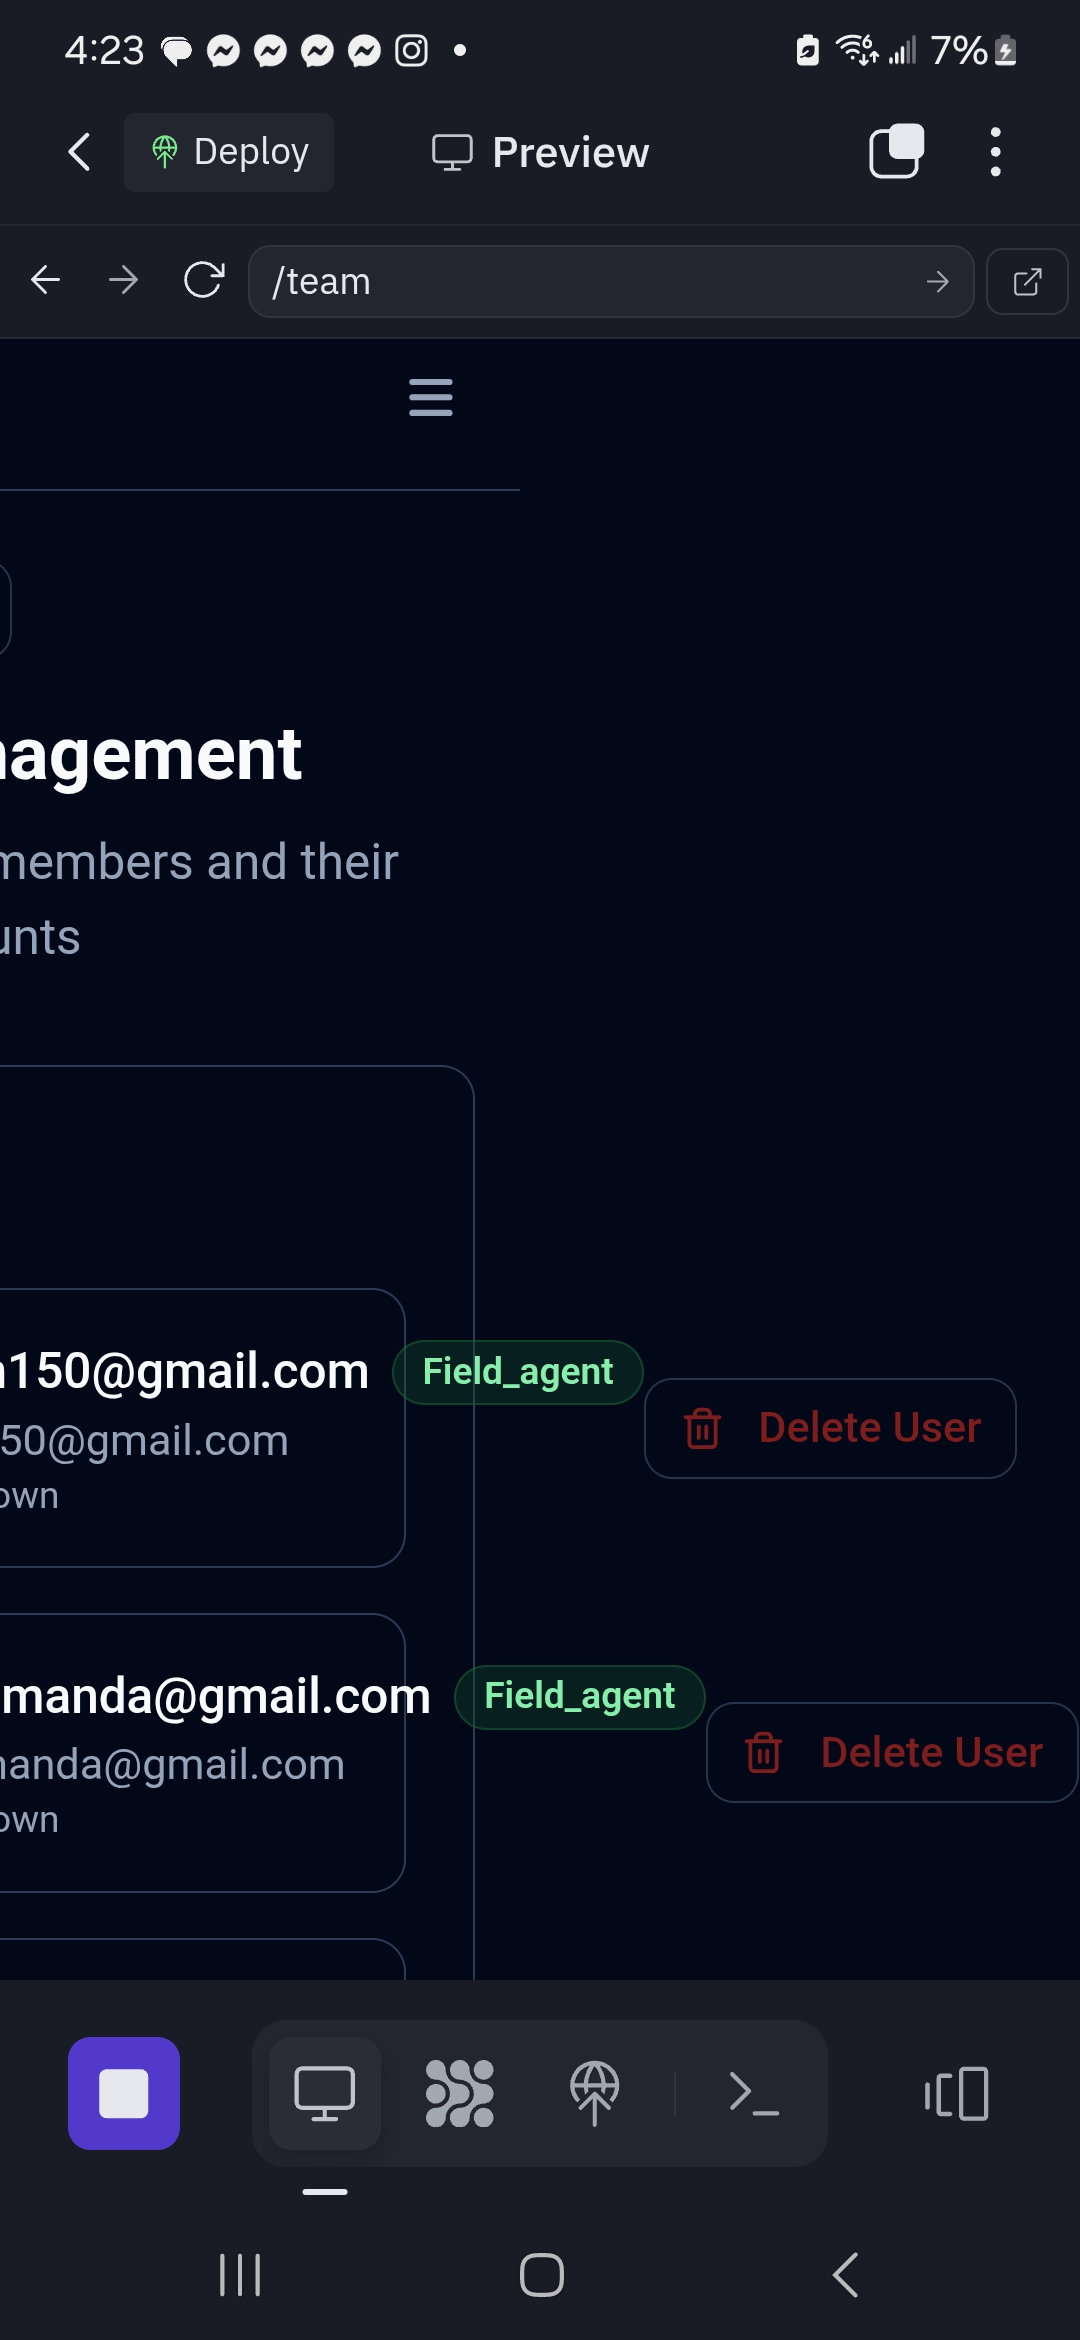 4:23
7%
Deploy
Preview
/team
nagement
members and their
unts
150@gmail.com
Field_agent
50@gmail.com
Delete User
own
manda@gmail.com
Field_agent
anda@gmail.com
Delete User
own